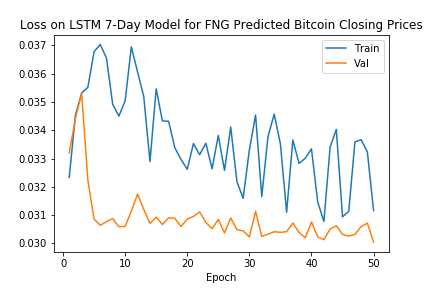 Loss on LSTM 7-Day Model for FNG Predicted Bitcoin Closing Prices
0.037
0.036
0.035
0.034
0.033
0.032
0.031
0.030
Train
Val
0 10 20 30 40 50
Epoch